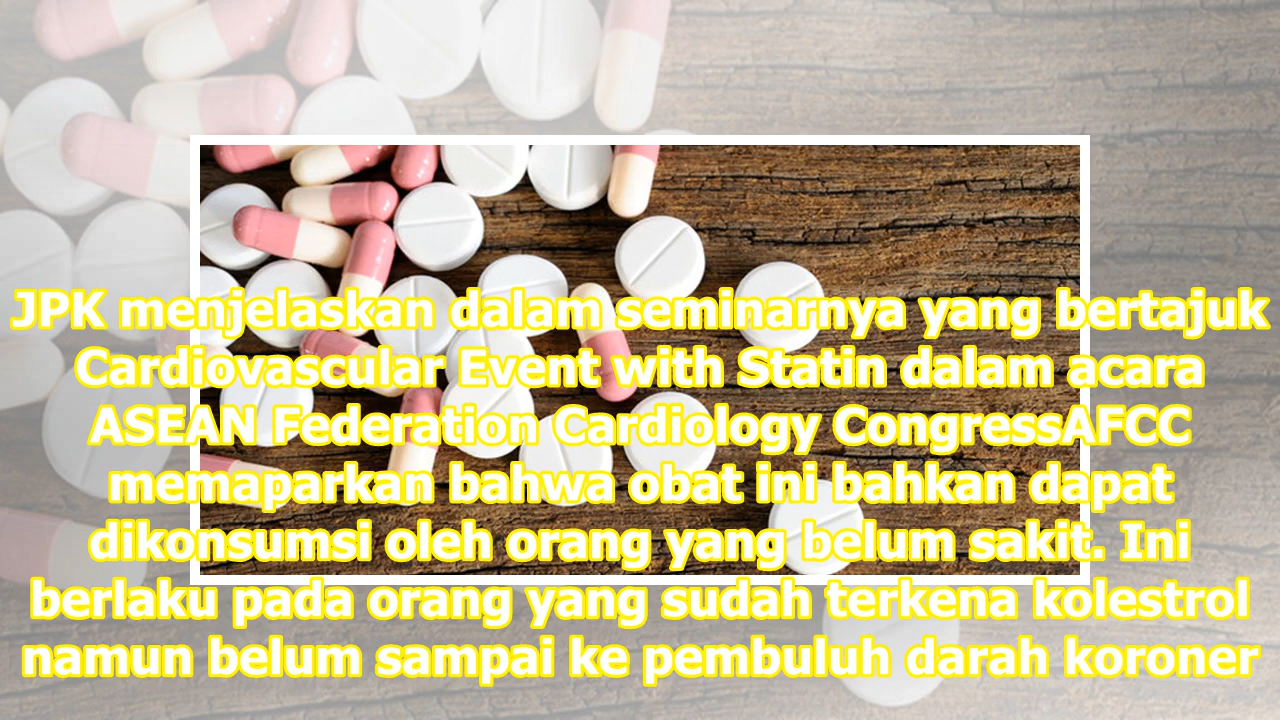 JPK menjelaskan dalam seminarnya yang bertajuk
Cardiovascular Event with Statin dalam acara
ASEAN Federation Cardiology CongressAFCC
memaparkan bahwa obat ini bahkan dapat
dikonsumsi oleh orang yang belum sakit. Ini
berlaku pada orang yang sudah terkena kolestrol
namun belum sampai ke pembuluh darah koroner